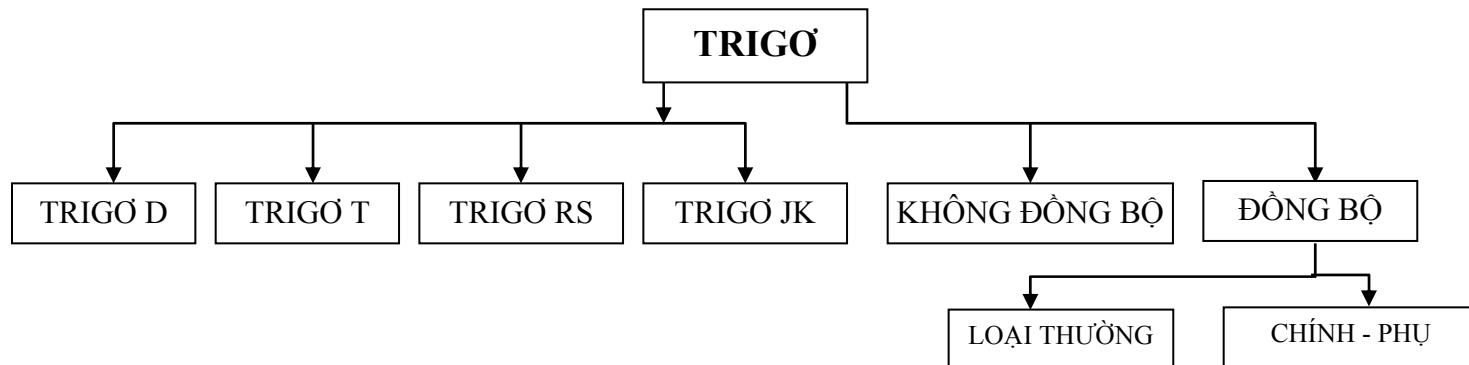 TRIGƠ
TRIGƠ D
TRIGƠ T
TRIGƠ RS
TRIGƠ JK
KHÔNG ĐỒNG BỘ
ĐỒNG BỘ
LOẠI THƯỜNG
CHÍNH - PHỤ